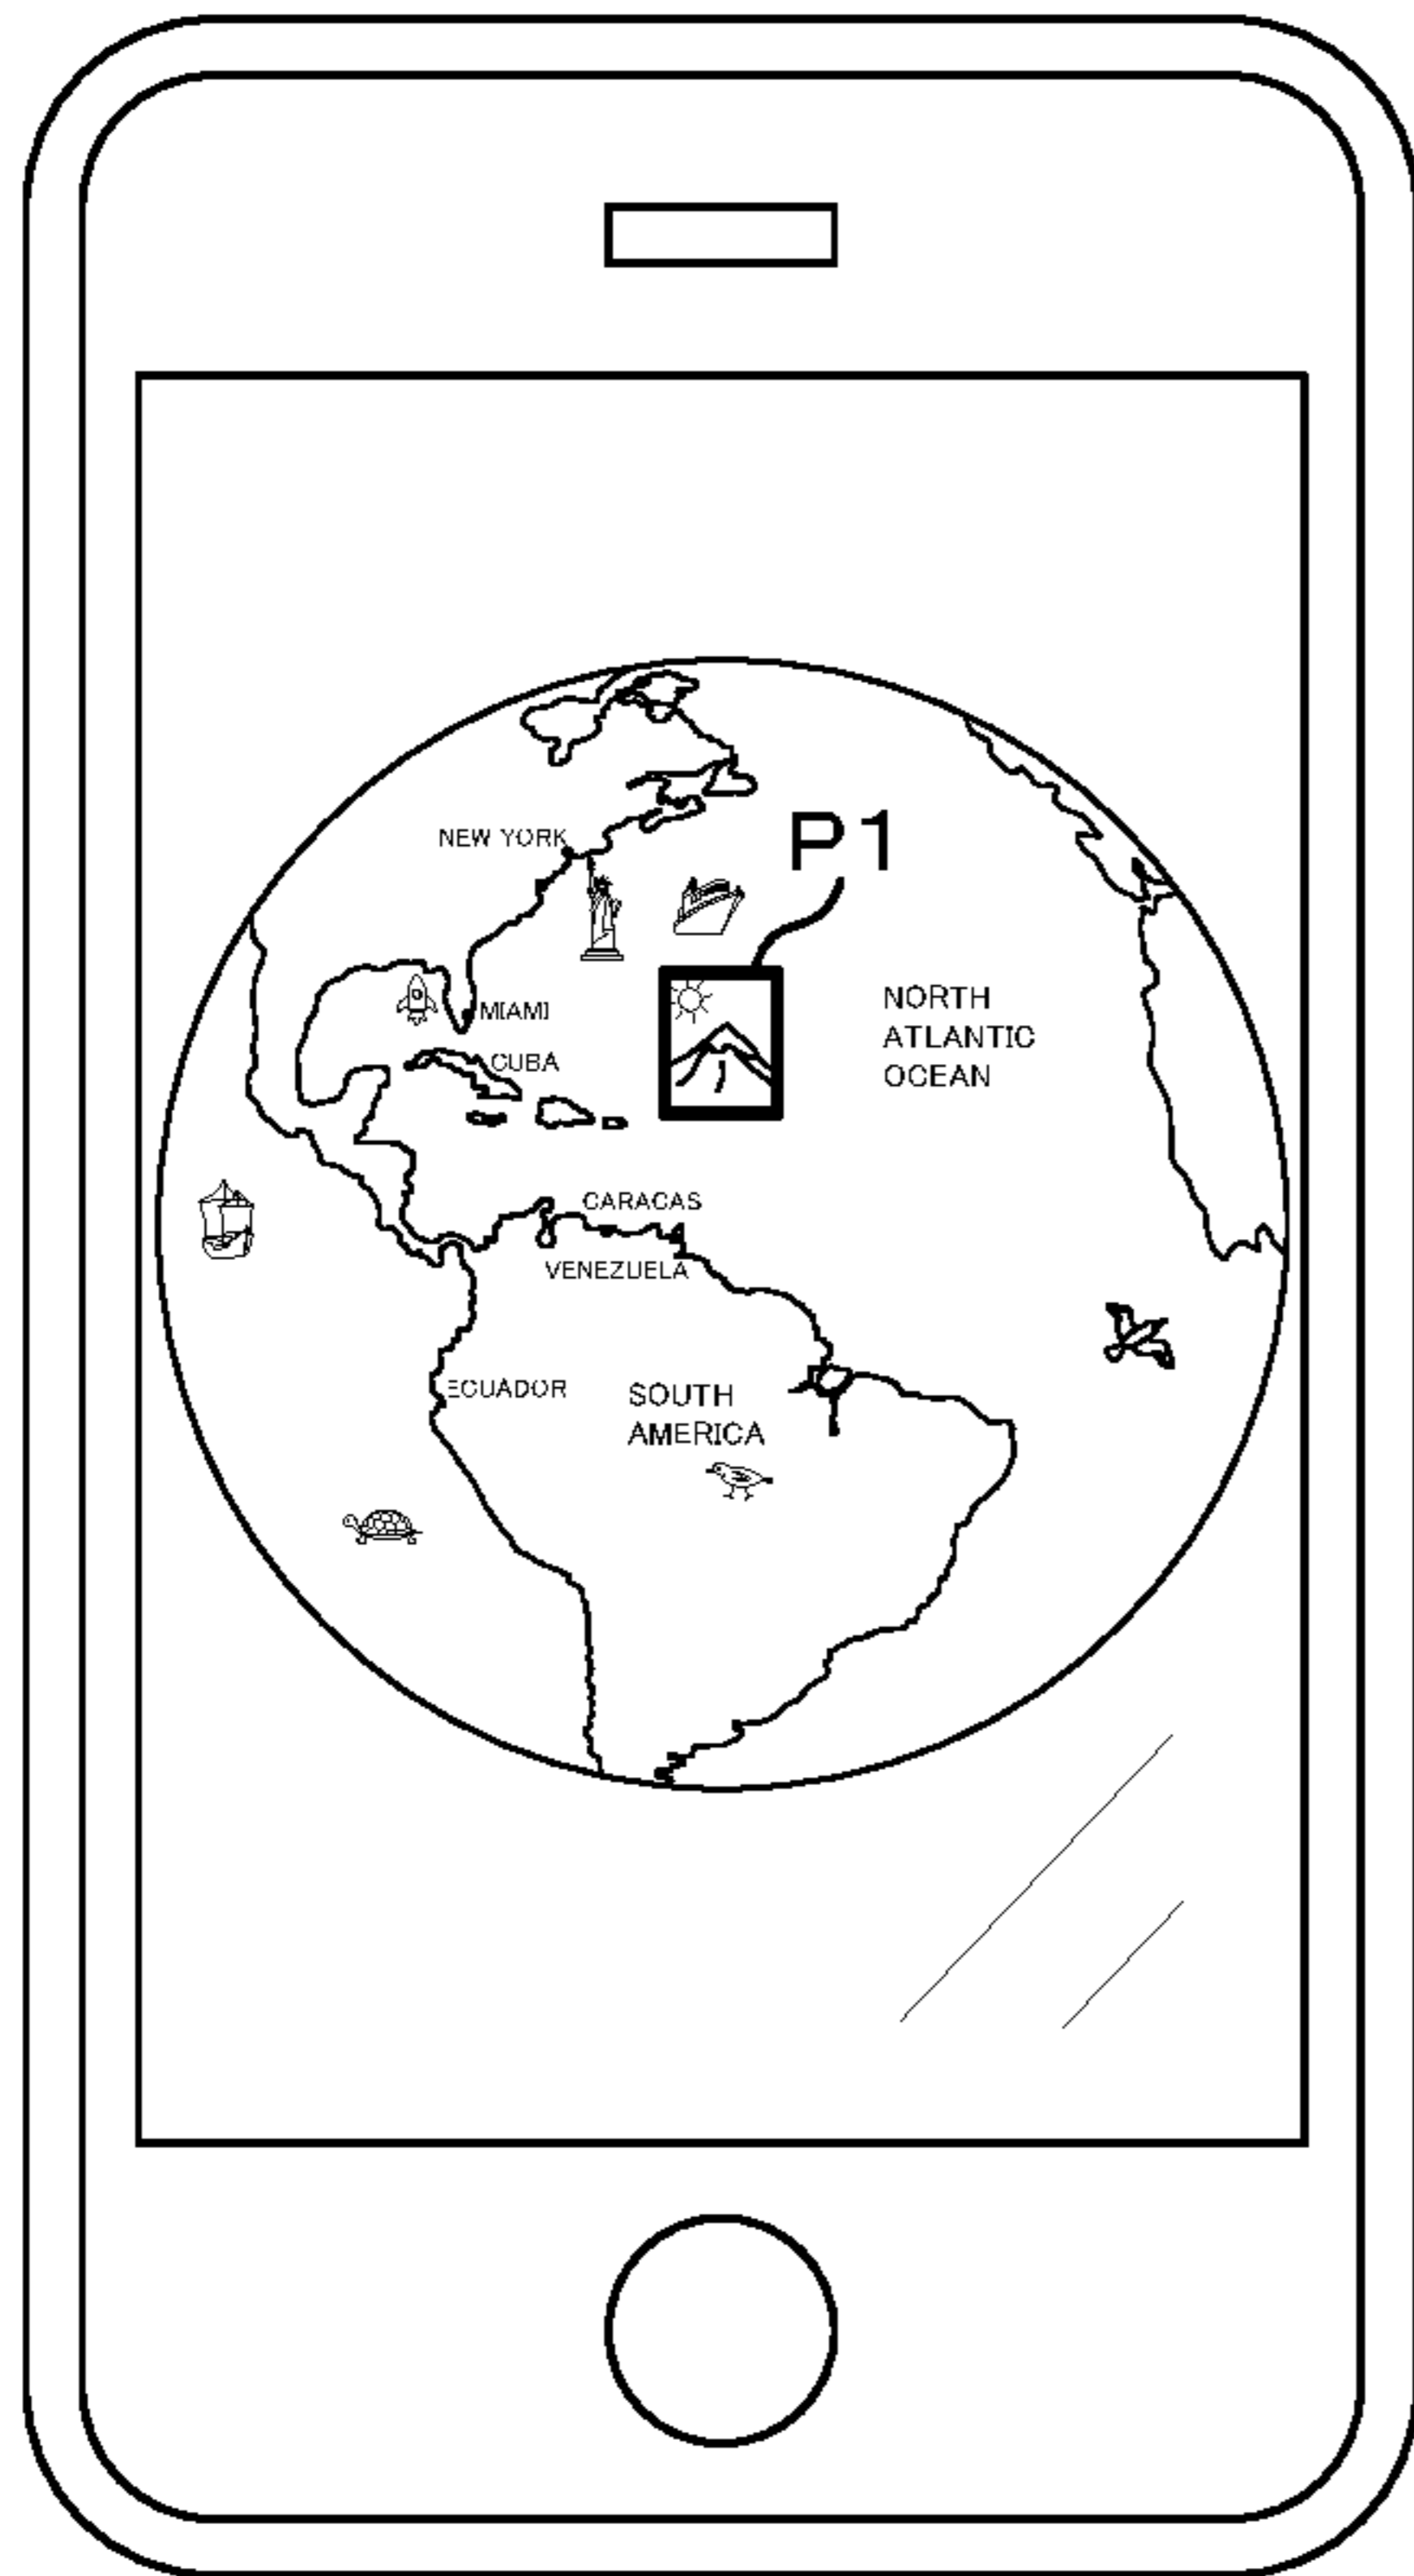 NEW YORK
P1
MIAMI
NORTH
ATLANTIC
OCEAN
CUBA
CARACAS
VENEZUELA
ECUADOR
SOUTH
AMERICA